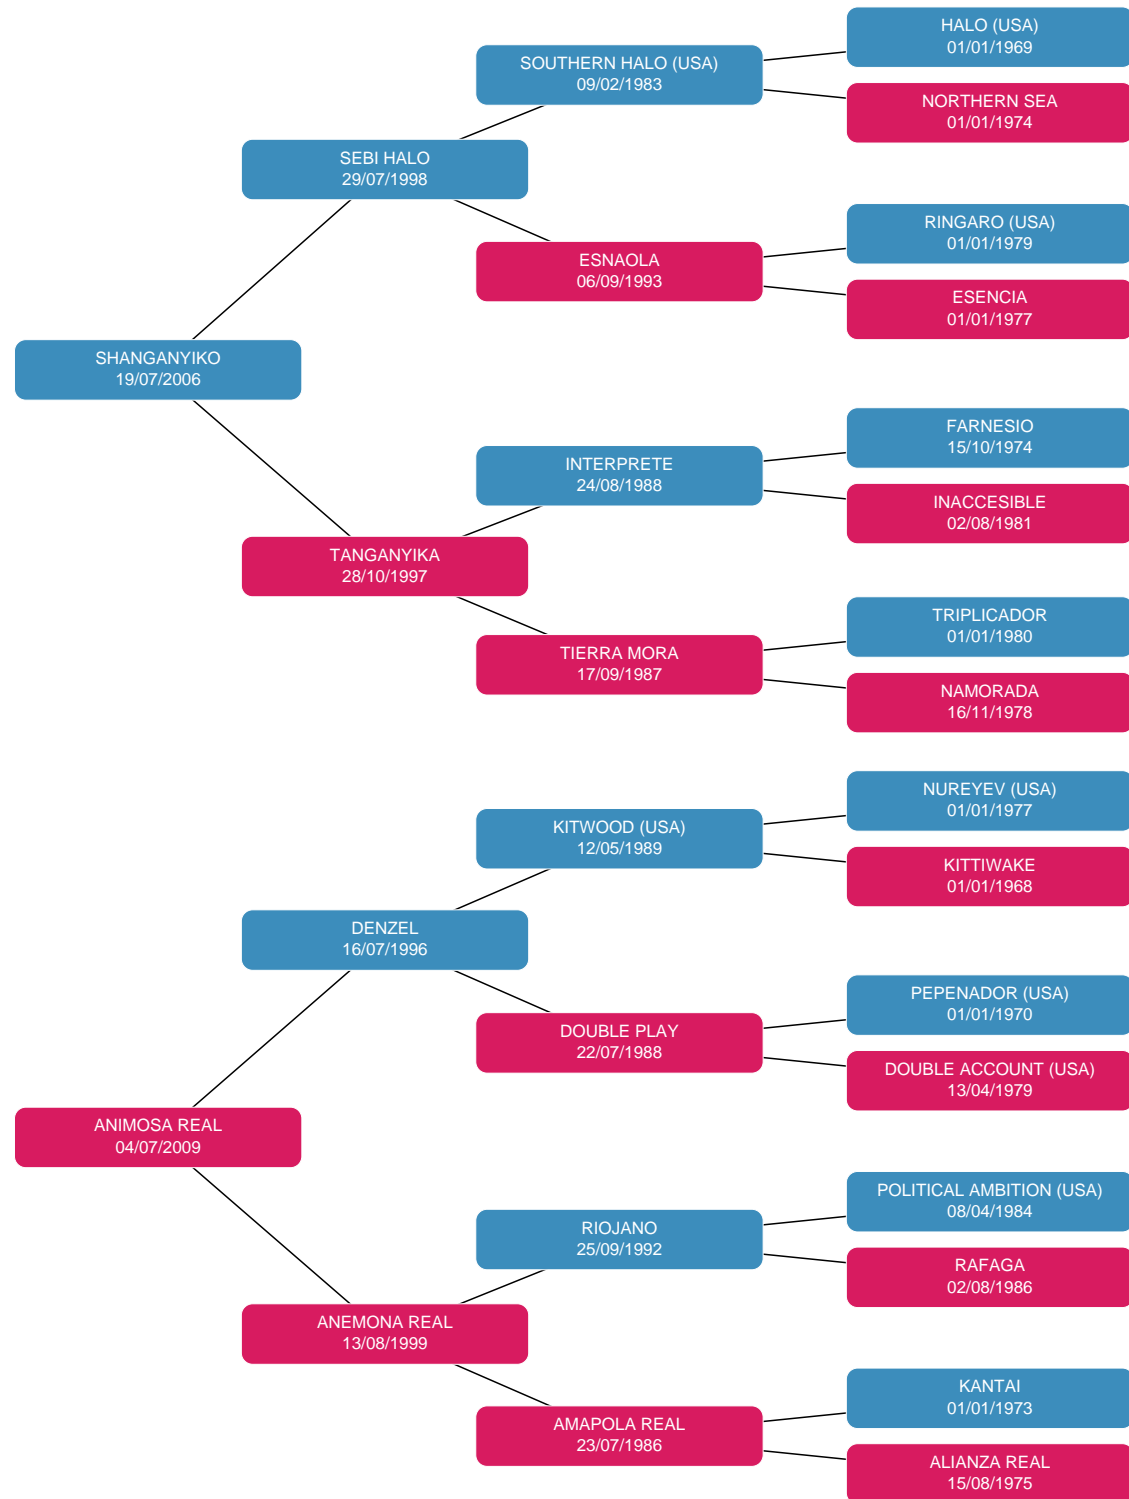 HALO (USA)
01/01/1969
SOUTHERN HALO (USA)
09/02/1983
NORTHERN SEA
01/01/1974
SEBI HALO
29/07/1998
RINGARO (USA)
01/01/1979
ESNAOLA
06/09/1993
ESENCIA
01/01/1977
SHANGANYIKO
19/07/2006
FARNESIO
15/10/1974
INTERPRETE
24/08/1988
INACCESIBLE
02/08/1981
TANGANYIKA
28/10/1997
TRIPLICADOR
01/01/1980
TIERRA MORA
17/09/1987
NAMORADA
16/11/1978
NUREYEV (USA)
01/01/1977
KITWOOD (USA)
12/05/1989
KITTIWAKE
01/01/1968
DENZEL
16/07/1996
PEPENADOR (USA)
01/01/1970
DOUBLE PLAY
22/07/1988
DOUBLE ACCOUNT (USA)
13/04/1979
ANIMOSA REAL
04/07/2009
POLITICAL AMBITION (USA)
08/04/1984
RIOJANO
25/09/1992
RAFAGA
02/08/1986
ANEMONA REAL
13/08/1999
KANTAI
01/01/1973
AMAPOLA REAL
23/07/1986
ALIANZA REAL
15/08/1975